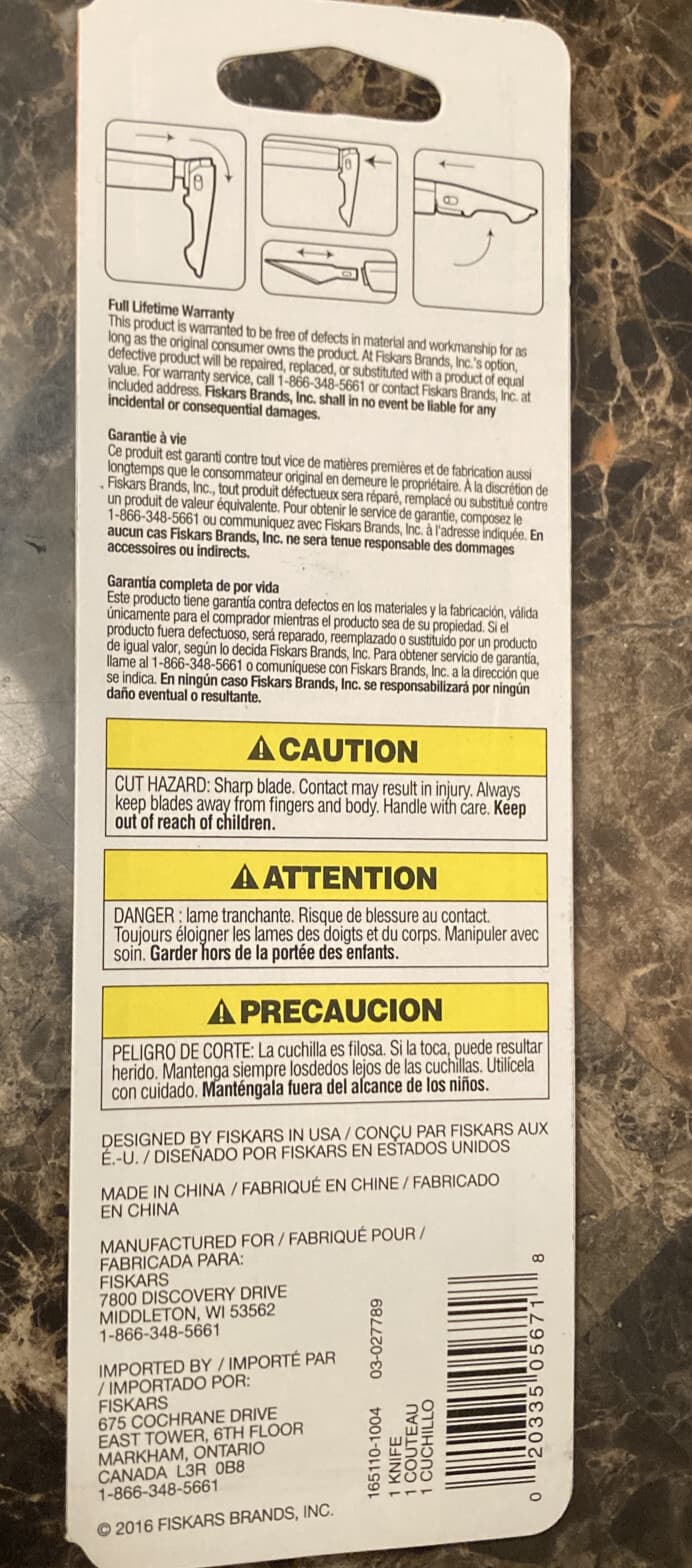 Full Lifetime Warranty
This product is warranted to be free of defects in material and workmanship for as
long as the original consumer owns the product. At Fiskars Brands, Inc.'s option,
defective product will be repaired, replaced, or substituted with a product of equal
value. For warranty service, call 1-866-348-5661 or contact Fiskars Brands, Inc. at
included address. Fiskars Brands, Inc. shall in no event be liable for any
incidental or consequential damages.
Garantie à vie
Ce produit est garanti contre tout vice de matières premières et de fabrication aussi
longtemps que le consommateur original en demeure le propriétaire. À la discrétion de
Fiskars Brands, Inc., tout produit défectueux sera réparé, remplacé ou substitué contre
un produit de valeur équivalente. Pour obtenir le service de garantie, composez le
1-866-348-5661 ou communiquez avec Fiskars Brands, Inc. à l'adresse indiquée. En
aucun cas Fiskars Brands, Inc. ne sera tenue responsable des dommages
accessoires ou indirects.
Garantía completa de por vida
Este producto tiene garantía contra defectos en los materiales y la fabricación, válida
únicamente para el comprador mientras el producto sea de su propiedad. Si el
producto fuera defectuoso, será reparado, reemplazado o sustituido por un producto
de igual valor, según lo decida Fiskars Brands, Inc. Para obtener servicio de garantía,
llame al 1-866-348-5661 o comuníquese con Fiskars Brands, Inc. a la dirección que
se indica. En ningún caso Fiskars Brands, Inc. se responsabilizará por ningún
daño eventual o resultante.
⚠ CAUTION
CUT HAZARD: Sharp blade. Contact may result in injury. Always
keep blades away from fingers and body. Handle with care. Keep
out of reach of children.
⚠ ATTENTION
DANGER : lame tranchante. Risque de blessure au contact.
Toujours éloigner les lames des doigts et du corps. Manipuler avec
soin. Garder hors de la portée des enfants.
⚠ PRECAUCION
PELIGRO DE CORTE: La cuchilla es filosa. Si la toca, puede resultar
herido. Mantenga siempre losdedos lejos de las cuchillas. Utilícela
con cuidado. Manténgala fuera del alcance de los niños.
DESIGNED BY FISKARS IN USA / CONÇU PAR FISKARS AUX
É.-U. / DISEÑADO POR FISKARS EN ESTADOS UNIDOS
MADE IN CHINA / FABRIQUÉ EN CHINE / FABRICADO
EN CHINA
MANUFACTURED FOR / FABRIQUÉ POUR /
FABRICADA PARA:
FISKARS
7800 DISCOVERY DRIVE
MIDDLETON, WI 53562
1-866-348-5661
IMPORTED BY / IMPORTÉ PAR
/ IMPORTADO POR:
FISKARS
675 COCHRANE DRIVE
EAST TOWER, 6TH FLOOR
MARKHAM, ONTARIO
CANADA L3R 0B8
1-866-348-5661
© 2016 FISKARS BRANDS, INC.
165110-1004 03-027789
1 KNIFE
1 COUTEAU
1 CUCHILLO
0 20335 05671 8